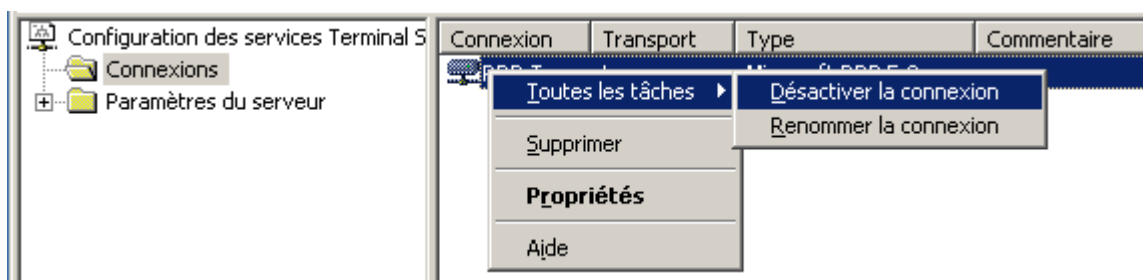 Configuration des services Terminal S
Connexions
Paramètres du serveur
Connexion Transport Type Commentaire
Toutes les tâches
Supprimer
Propriétés
Aide
Désactiver la connexion
Renommer la connexion